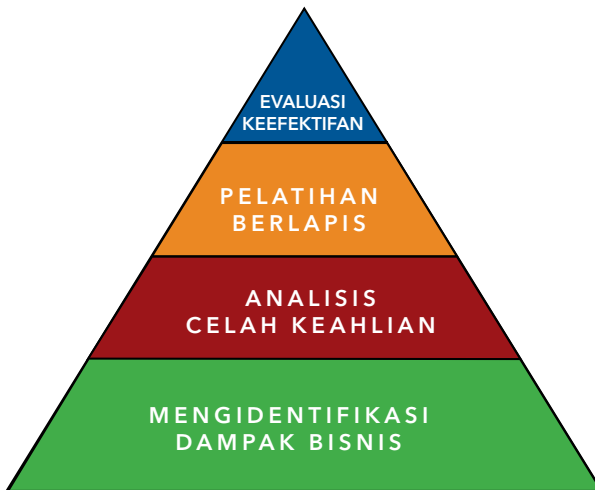 EVALUASI
KEEFEKTIFAN
PELATIHAN
BERLAPIS
ANALISIS
CELAH KEAHLIAN
MENGIDENTIFIKASI
DAMPAK BISNIS